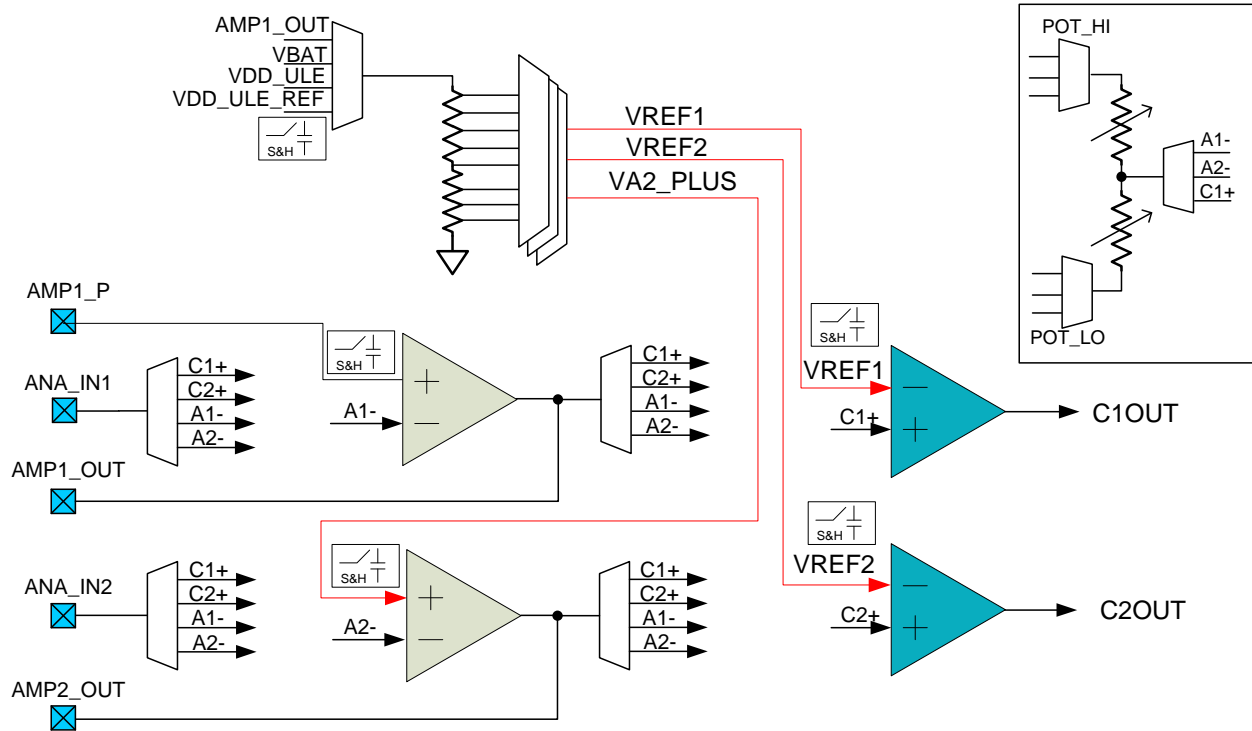 AMP1_OUT
VBAT
VDD_ULE
VDD_ULE_REF
S&H
VREF1
VREF2
VA2_PLUS
POT_HI
A1-
A2-
C1+
POT_LO
AMP1_P
S&H
ANA_IN1
C1+
C2+
A1-
A2-
A1-
+
−
C1+
C2+
A1-
A2-
AMP1_OUT
S&H
VREF1
C1+
−
+
C1OUT
ANA_IN2
C1+
C2+
A1-
A2-
S&H
A2-
+
−
C1+
C2+
A1-
A2-
AMP2_OUT
S&H
VREF2
C2+
−
+
C2OUT